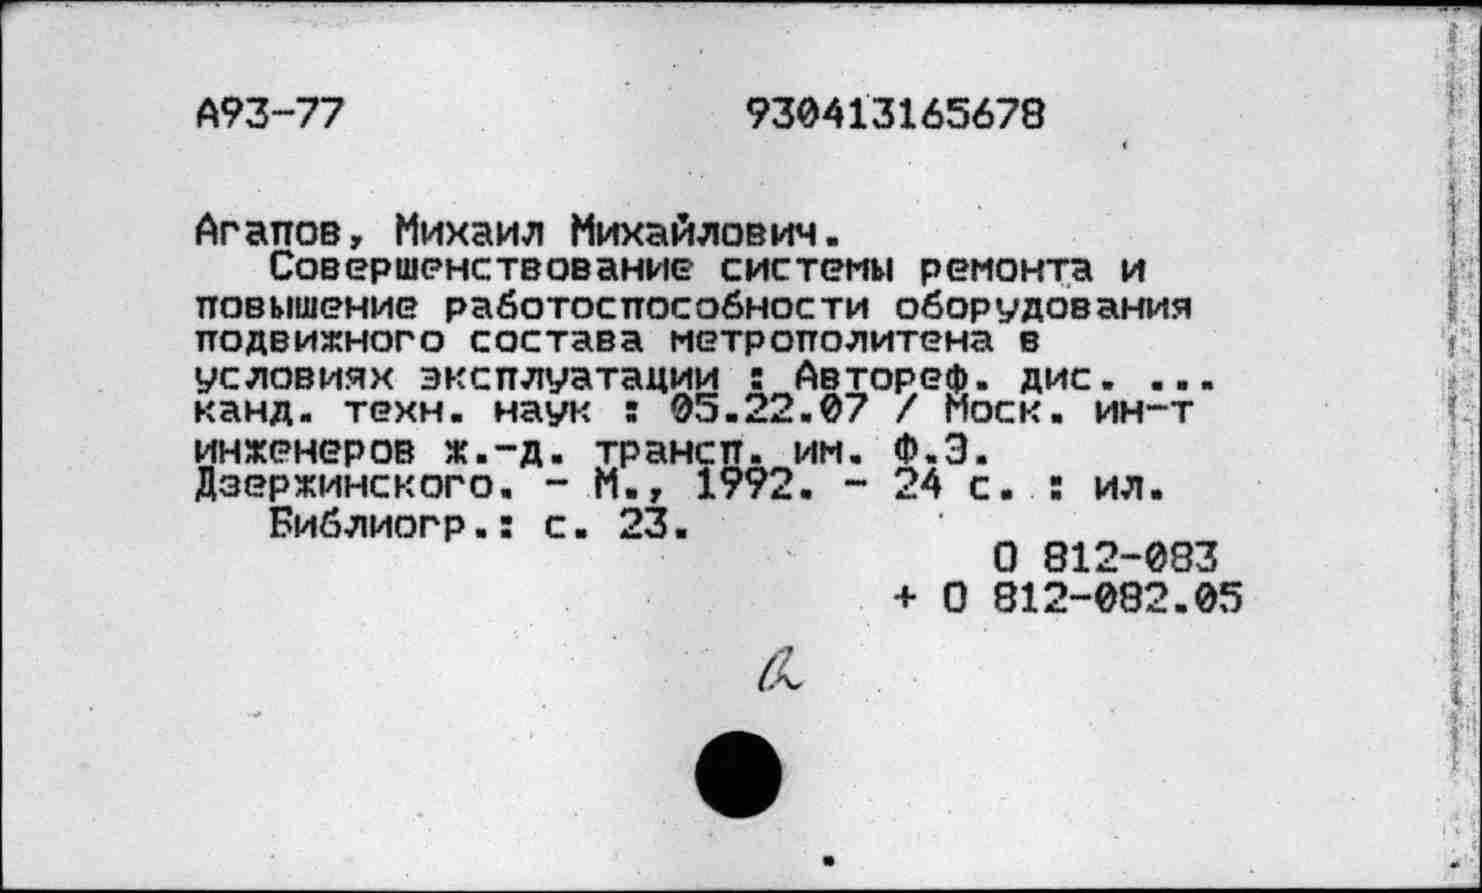 А93-77 930413165678
Агапов, Михаил Михайлович.
Совершенствование системы ремонта и
повышение работоспособности оборудования
подвижного состава метрополитена в
условиях эксплуатации : Автореф. дис. ...
канд. техн. наук : 05.22.07 / Моск. ин-т
инженеров ж.-д. трансп. им. Ф.Э.
Дзержинского. - М., 1992. - 24 с. : ил.
Библиогр.: с. 23.
О 812-083
+ О 812-082.05
а